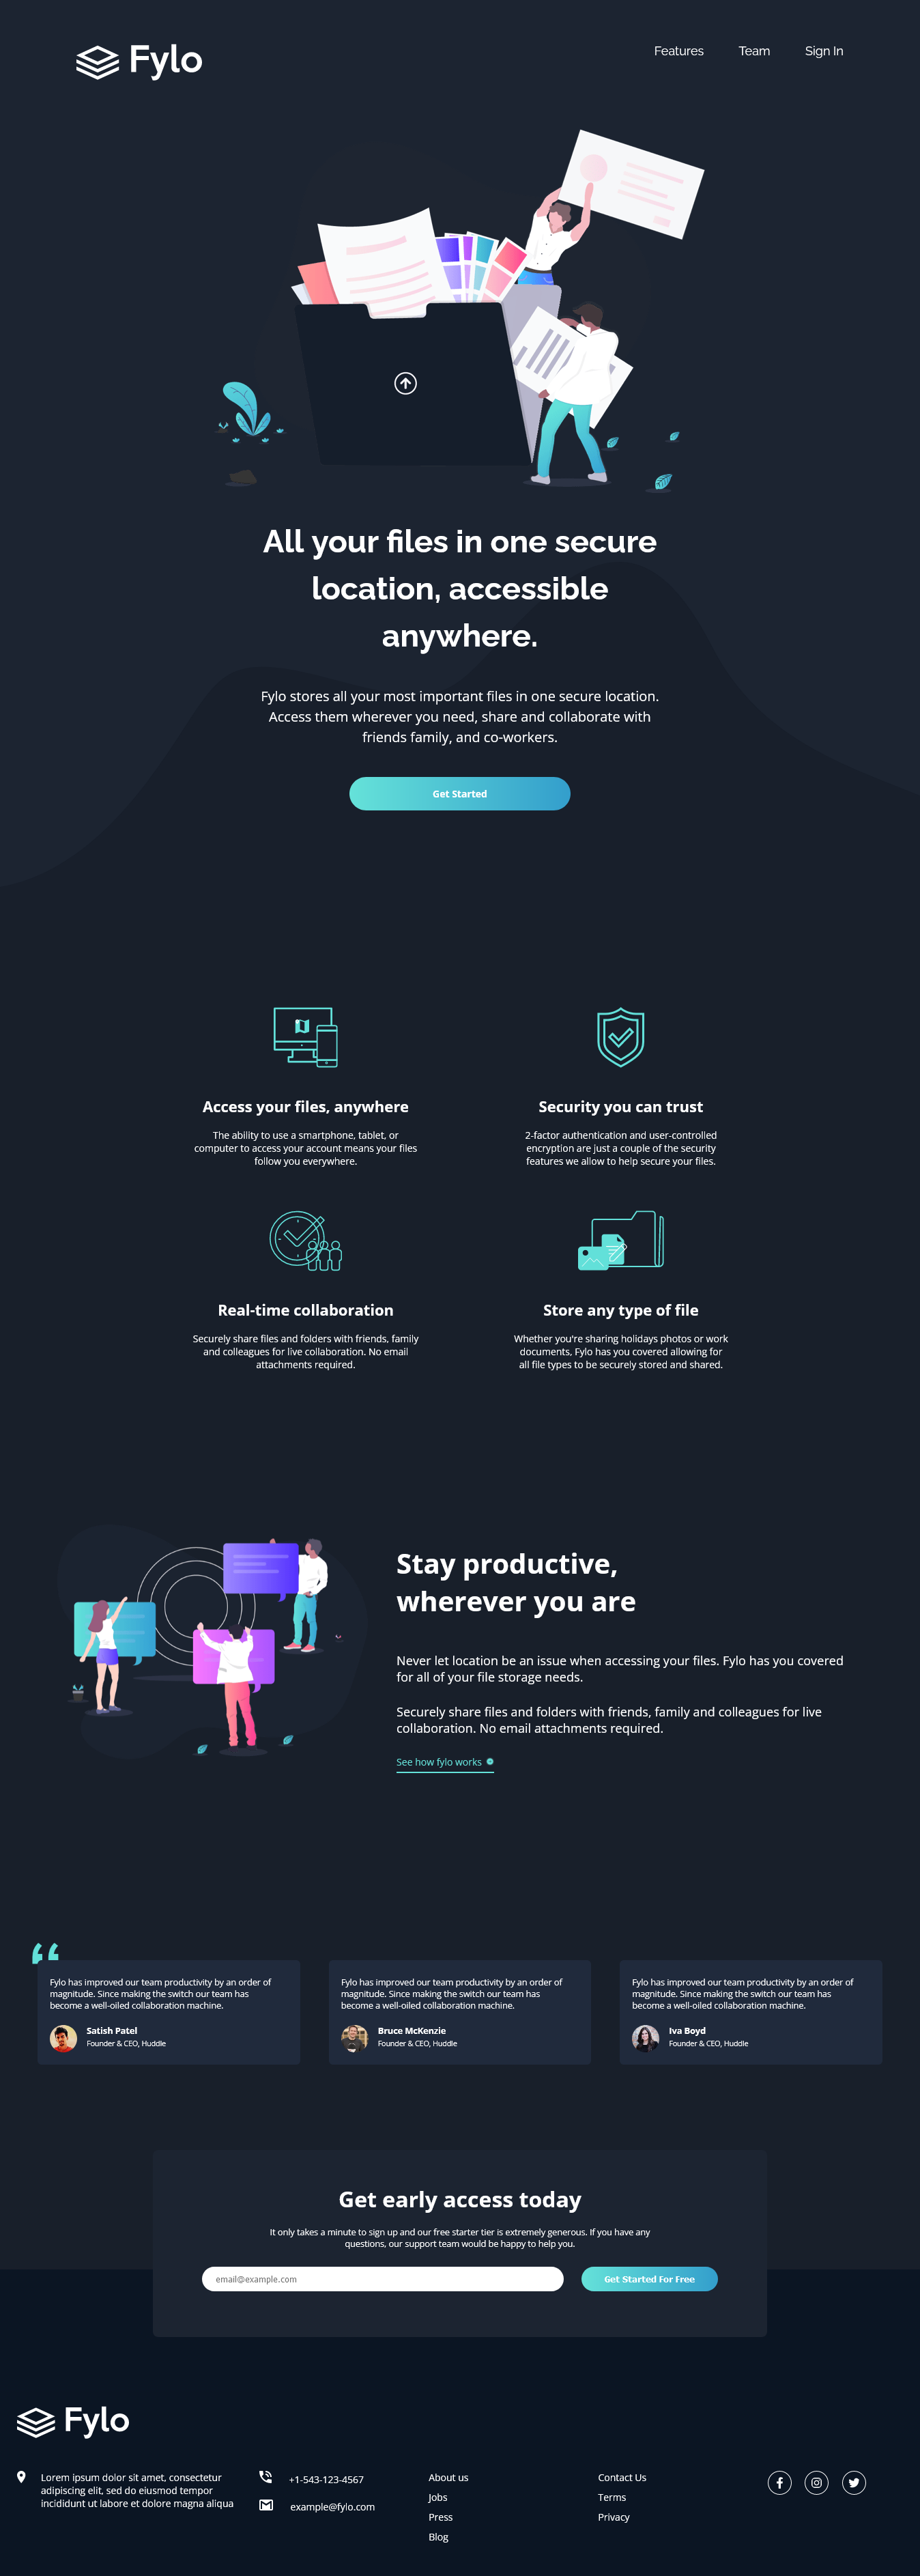 Fylo
Features
Team
Sign In
All your files in one secure
location, accessible
anywhere.
Fylo stores all your most important files in one secure location.
Access them wherever you need, share and collaborate with
friends family, and co-workers.
Get Started
Access your files, anywhere
The ability to use a smartphone, tablet, or
computer to access your account means your files
follow you everywhere.
Security you can trust
2-factor authentication and user-controlled
encryption are just a couple of the security
features we allow to help secure your files.
Real-time collaboration
Securely share files and folders with friends, family
and colleagues for live collaboration. No email
attachments required.
Store any type of file
Whether you're sharing holidays photos or work
documents, Fylo has you covered allowing for
all file types to be securely stored and shared.
Stay productive,
wherever you are
Never let location be an issue when accessing your files. Fylo has you covered
for all of your file storage needs.
Securely share files and folders with friends, family and colleagues for live
collaboration. No email attachments required.
See how fylo works
Fylo has improved our team productivity by an order of
magnitude. Since making the switch our team has
become a well-oiled collaboration machine.
Satish Patel
Founder & CEO, Huddle
Fylo has improved our team productivity by an order of
magnitude. Since making the switch our team has
become a well-oiled collaboration machine.
Bruce McKenzie
Founder & CEO, Huddle
Fylo has improved our team productivity by an order of
magnitude. Since making the switch our team has
become a well-oiled collaboration machine.
Iva Boyd
Founder & CEO, Huddle
Get early access today
It only takes a minute to sign up and our free starter tier is extremely generous. If you have any
questions, our support team would be happy to help you.
email@example.com
Get Started For Free
Fylo
Lorem ipsum dolor sit amet, consectetur
adipiscing elit, sed do eiusmod tempor
incididunt ut labore et dolore magna aliqua
+1-543-123-4567
example@fylo.com
About us
Jobs
Press
Blog
Contact Us
Terms
Privacy